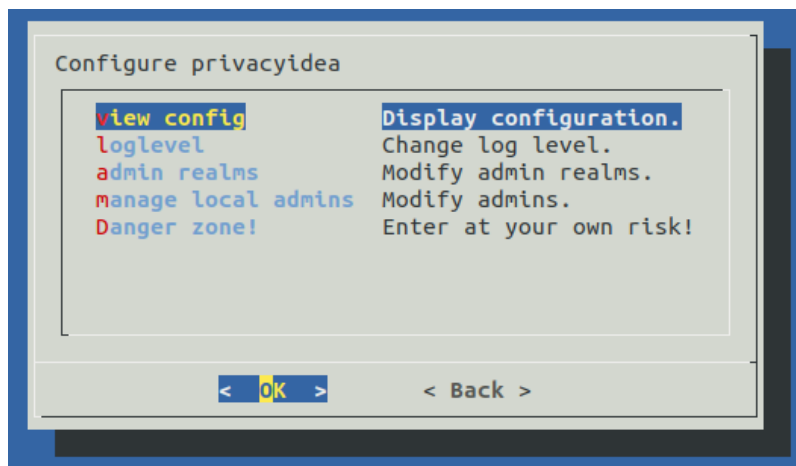 Configure privacyidea
view config Display configuration.
loglevel Change log level.
admin realms Modify admin realms.
manage local admins Modify admins.
Danger zone! Enter at your own risk!
< OK > < Back >